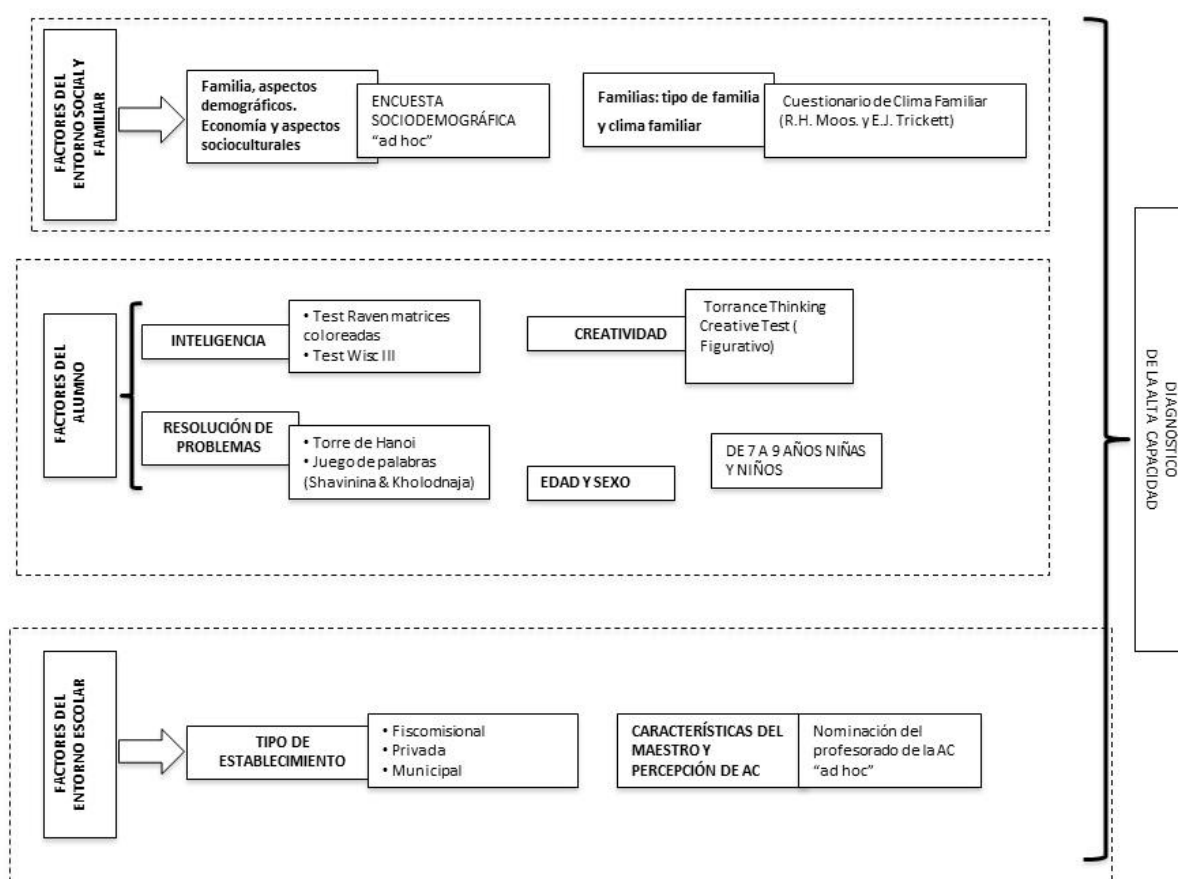 FACTORES DEL
ENTORNO SOCIAL Y
FAMILIAR
Familia, aspectos
demográficos.
Economía y aspectos
socioculturales
ENCUESTA
SOCIODEMOGRÁFICA
“ad hoc”
Familias: tipo de familia
y clima familiar
Cuestionario de Clima Familiar
(R.H. Moos. y E.J. Trickett)
FACTORES DEL
ALUMNO
INTELIGENCIA
• Test Raven matrices
coloreadas
• Test Wisc III
CREATIVIDAD
Torrance Thinking
Creative Test (
Figurativo)
RESOLUCIÓN DE
PROBLEMAS
• Torre de Hanoi
• Juego de palabras
(Shavinina & Kholodnaja)
EDAD Y SEXO
DE 7 A 9 AÑOS NIÑAS
Y NIÑOS
FACTORES DEL
ENTORNO ESCOLAR
TIPO DE
ESTABLECIMIENTO
• Fiscomisional
• Privada
• Municipal
CARACTERÍSTICAS DEL
MAESTRO Y
PERCEPCIÓN DE AC
Nominación del
profesorado de la AC
“ad hoc”
DIAGNÓSTICO
DE LA ALTA CAPACIDAD